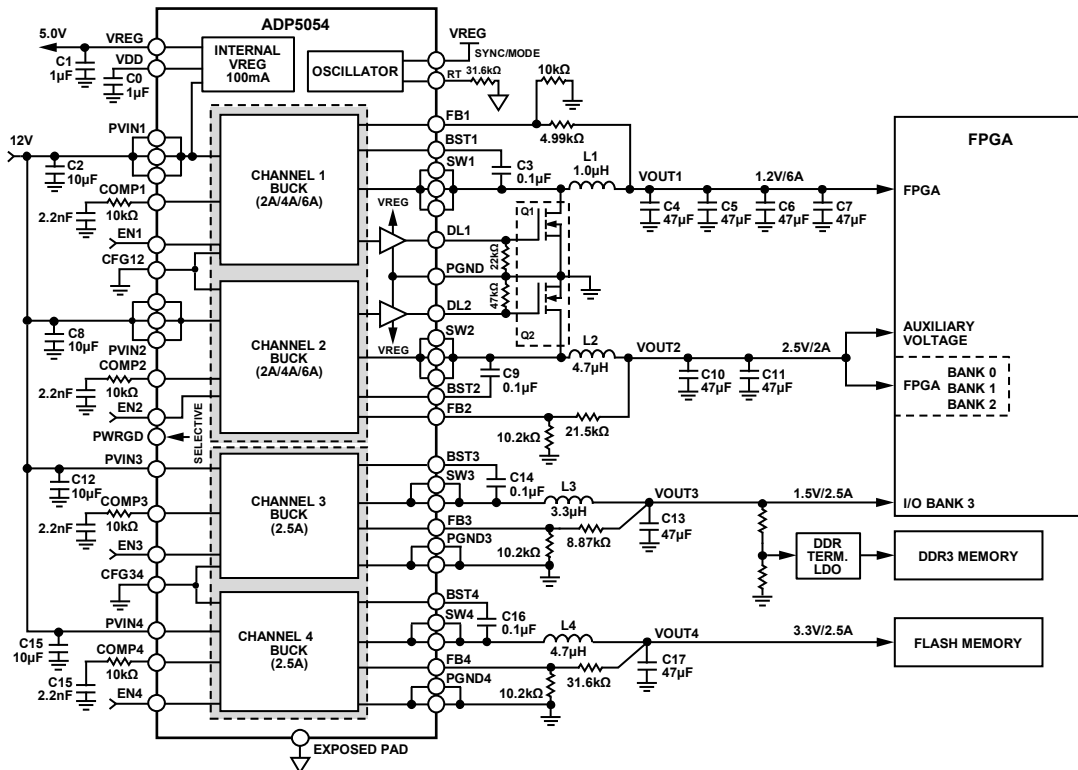 ADP5054
5.0V
VREG
C1
1µF
VDD
C0
1µF
INTERNAL
VREG
100mA
OSCILLATOR
VREG
SYNC/MODE
RT
31.6kΩ
10kΩ
FB1
4.99kΩ
BST1
SW1
C3
0.1µF
L1
1.0µH
VOUT1
1.2V/6A
C4
47µF
C5
47µF
C6
47µF
C7
47µF
FPGA
FPGA
12V
PVIN1
C2
10µF
COMP1
2.2nF
10kΩ
EN1
CFG12
CHANNEL 1
BUCK
(2A/4A/6A)
VREG
Q1
DL1
22kΩ
PGND
47kΩ
DL2
Q2
VREG
C8
10µF
PVIN2
COMP2
2.2nF
10kΩ
EN2
PWRGD
SELECTIVE
CHANNEL 2
BUCK
(2A/4A/6A)
SW2
C9
0.1µF
BST2
FB2
L2
4.7µH
VOUT2
2.5V/2A
C10
47µF
C11
47µF
10.2kΩ
21.5kΩ
AUXILIARY
VOLTAGE
FPGA
BANK 0
BANK 1
BANK 2
PVIN3
C12
10µF
COMP3
2.2nF
10kΩ
EN3
CFG34
CHANNEL 3
BUCK
(2.5A)
BST3
SW3
C14
0.1µF
L3
3.3µH
VOUT3
1.5V/2.5A
I/O BANK 3
FB3
8.87kΩ
C13
47µF
10.2kΩ
PGND3
DDR
TERM.
LDO
DDR3 MEMORY
PVIN4
C15
10µF
COMP4
C15
2.2nF
10kΩ
EN4
CHANNEL 4
BUCK
(2.5A)
BST4
SW4
C16
0.1µF
L4
4.7µH
VOUT4
3.3V/2.5A
FLASH MEMORY
FB4
31.6kΩ
C17
47µF
10.2kΩ
PGND4
EXPOSED PAD